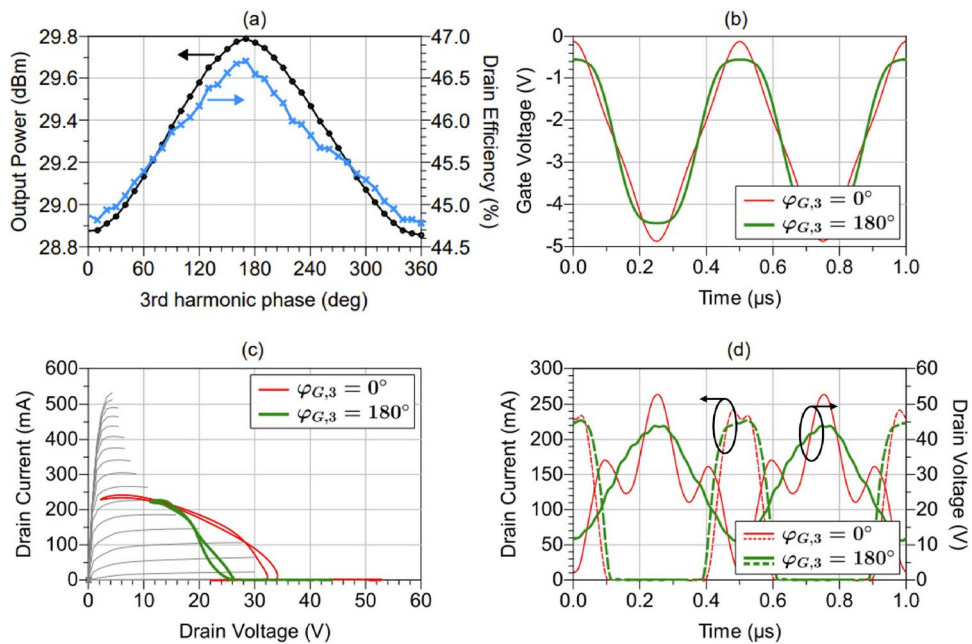 (a)
29.8
29.6
29.4
29.2
29.0
28.8
Output Power (dBm)
47.0
46.5
46.0
45.5
45.0
44.5
Drain Efficiency (%)
0 60 120 180 240 300 360
3rd harmonic phase (deg)
(b)
0
-1
-2
-3
-4
-5
Gate Voltage (V)
φG,3 = 0°
φG,3 = 180°
0.0 0.2 0.4 0.6 0.8 1.0
Time (μs)
(c)
600
500
400
300
200
100
0
Drain Current (mA)
φG,3 = 0°
φG,3 = 180°
0 10 20 30 40 50 60
Drain Voltage (V)
(d)
300
250
200
150
100
50
0
Drain Current (mA)
60
50
40
30
20
10
0
Drain Voltage (V)
φG,3 = 0°
φG,3 = 180°
0.0 0.2 0.4 0.6 0.8 1.0
Time (μs)